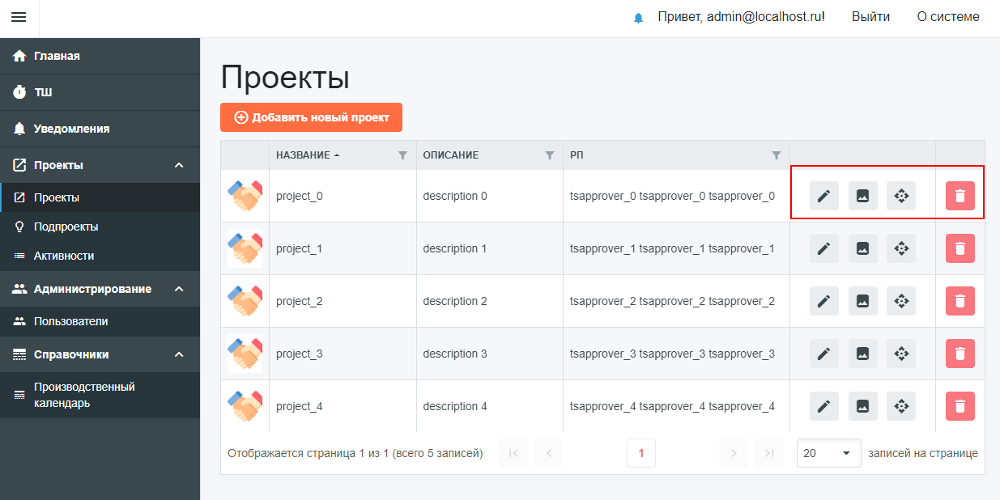 Привет, admin@localhost.ru! Выйти О системе
Главная
ТШ
Уведомления
Проекты
Проекты
Подпроекты
Активности
Администрирование
Пользователи
Справочники
Производственный
календарь
Проекты
Добавить новый проект
НАЗВАНИЕ ОПИСАНИЕ РП
project_0 description 0 tsapprover_0 tsapprover_0 tsapprover_0
project_1 description 1 tsapprover_1 tsapprover_1 tsapprover_1
project_2 description 2 tsapprover_2 tsapprover_2 tsapprover_2
project_3 description 3 tsapprover_3 tsapprover_3 tsapprover_3
project_4 description 4 tsapprover_4 tsapprover_4 tsapprover_4
Отображается страница 1 из 1 (всего 5 записей) 1 20 записей на странице